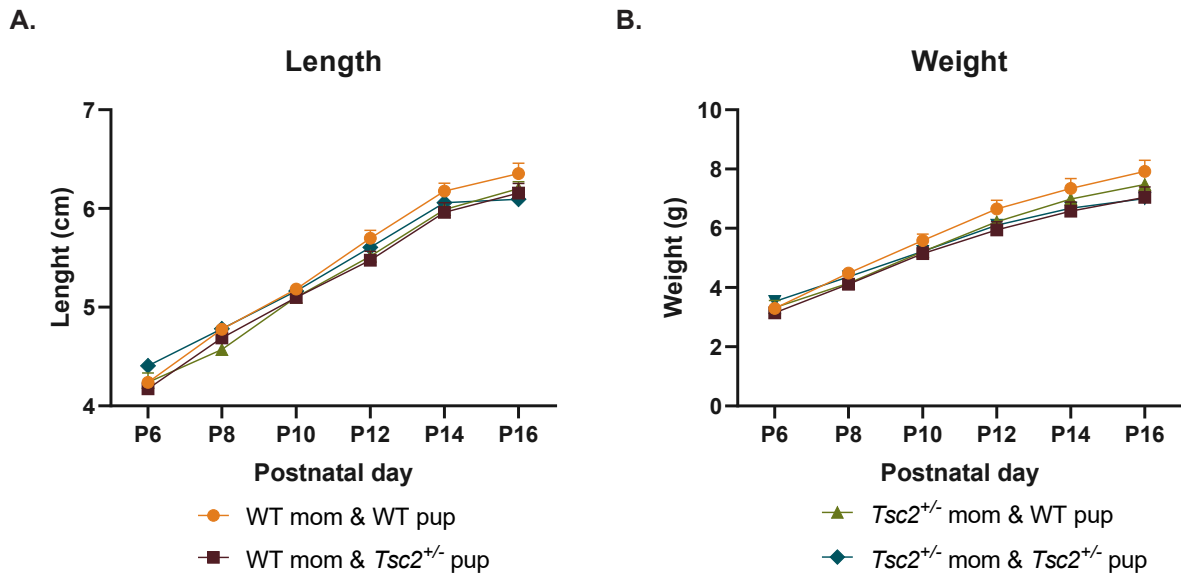 A.
Length
7
6
5
4
Lenght (cm)
P6 P8 P10 P12 P14 P16
Postnatal day
B.
Weight
10
8
6
4
2
0
Weight (g)
P6 P8 P10 P12 P14 P16
Postnatal day
WT mom & WT pup
WT mom & Tsc2+/- pup
Tsc2+/- mom & WT pup
Tsc2+/- mom & Tsc2+/- pup